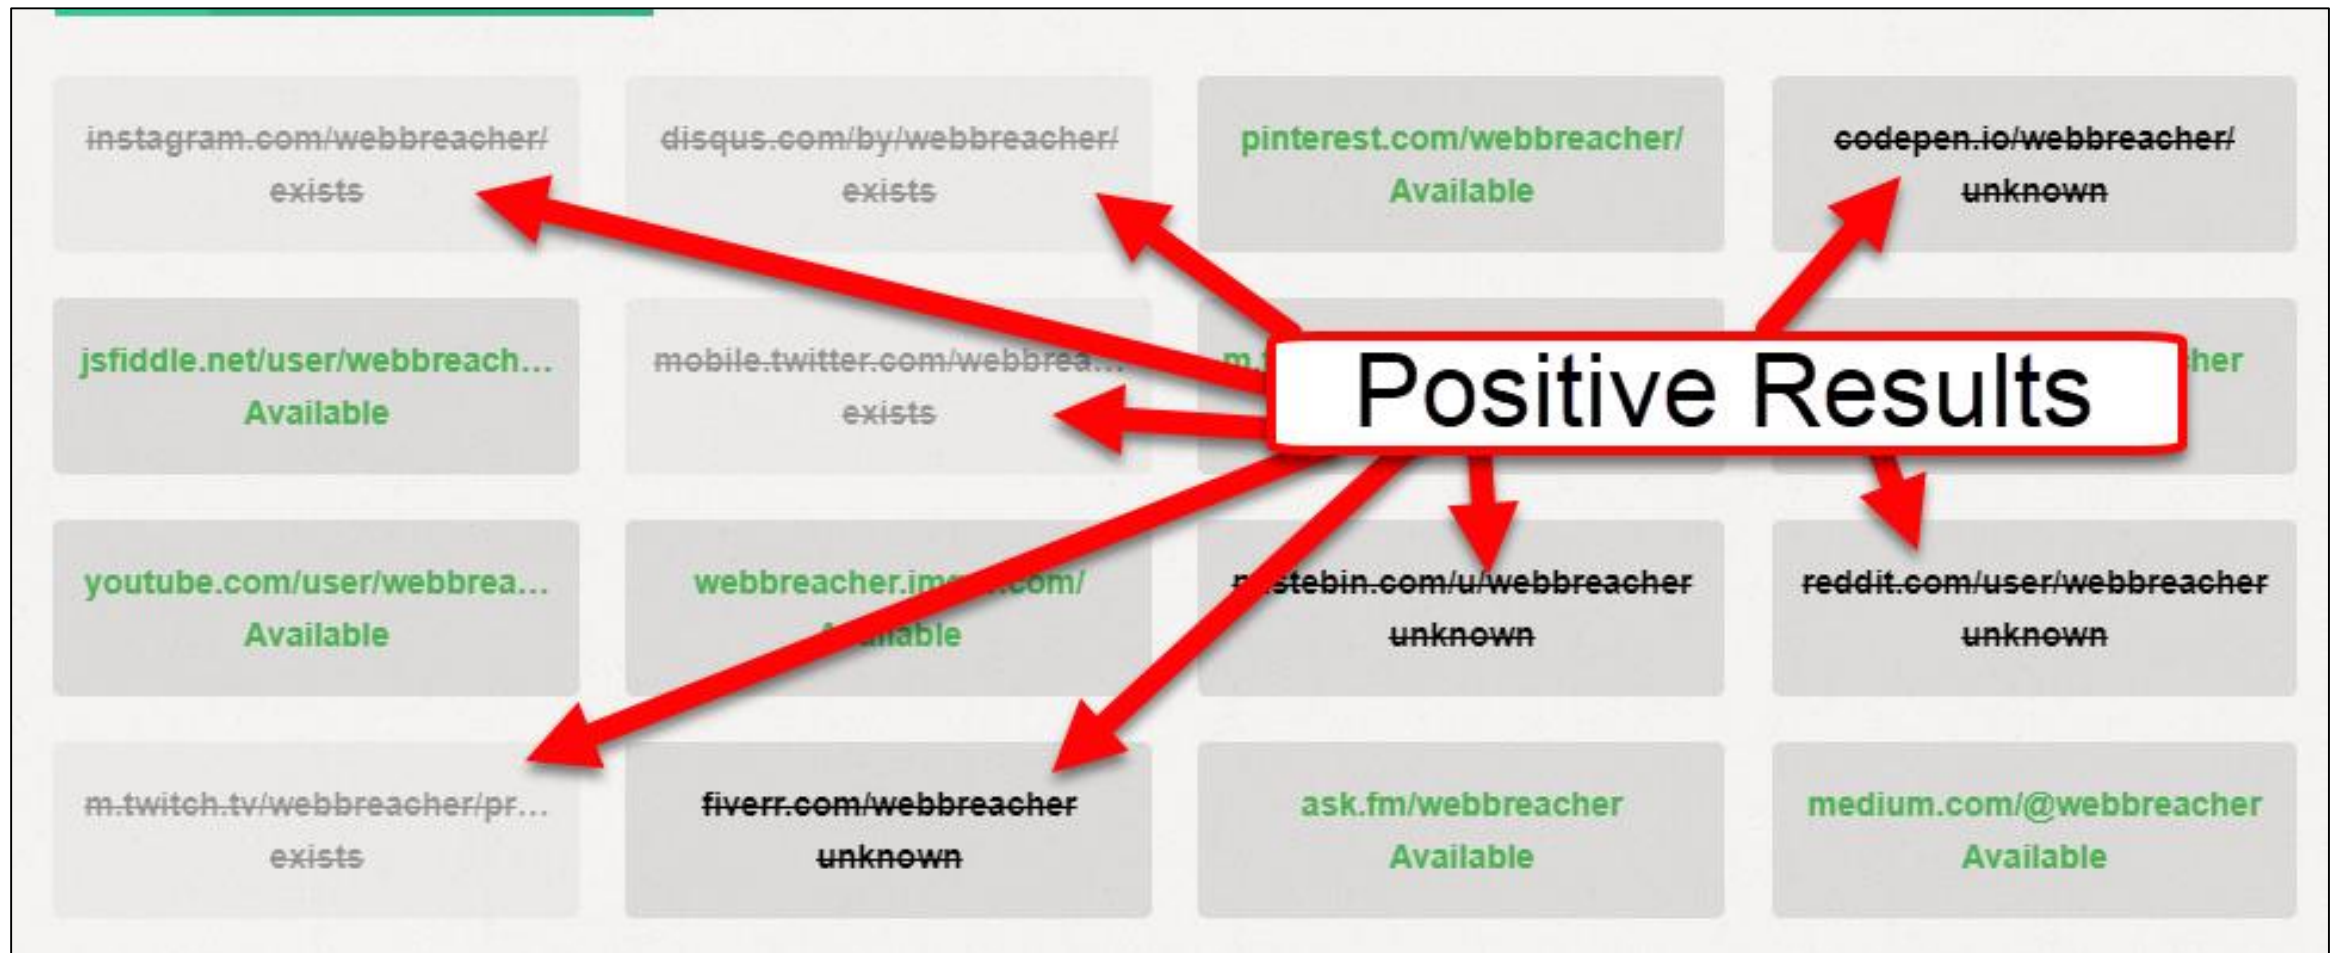 instagram.com/webbreacher/
exists
disqus.com/by/webbreacher/
exists
pinterest.com/webbreacher/
Available
codepen.io/webbreacher/
unknown
jsfiddle.net/user/webbreach...
Available
mobile.twitter.com/webbrea...
exists
Positive Results
youtube.com/user/webbrea...
Available
webbreacher.imgur.com/
Available
pastebin.com/u/webbreacher
unknown
reddit.com/user/webbreacher
unknown
m.twitch.tv/webbreacher/pr...
exists
fiverr.com/webbreacher
unknown
ask.fm/webbreacher
Available
medium.com/@webbreacher
Available